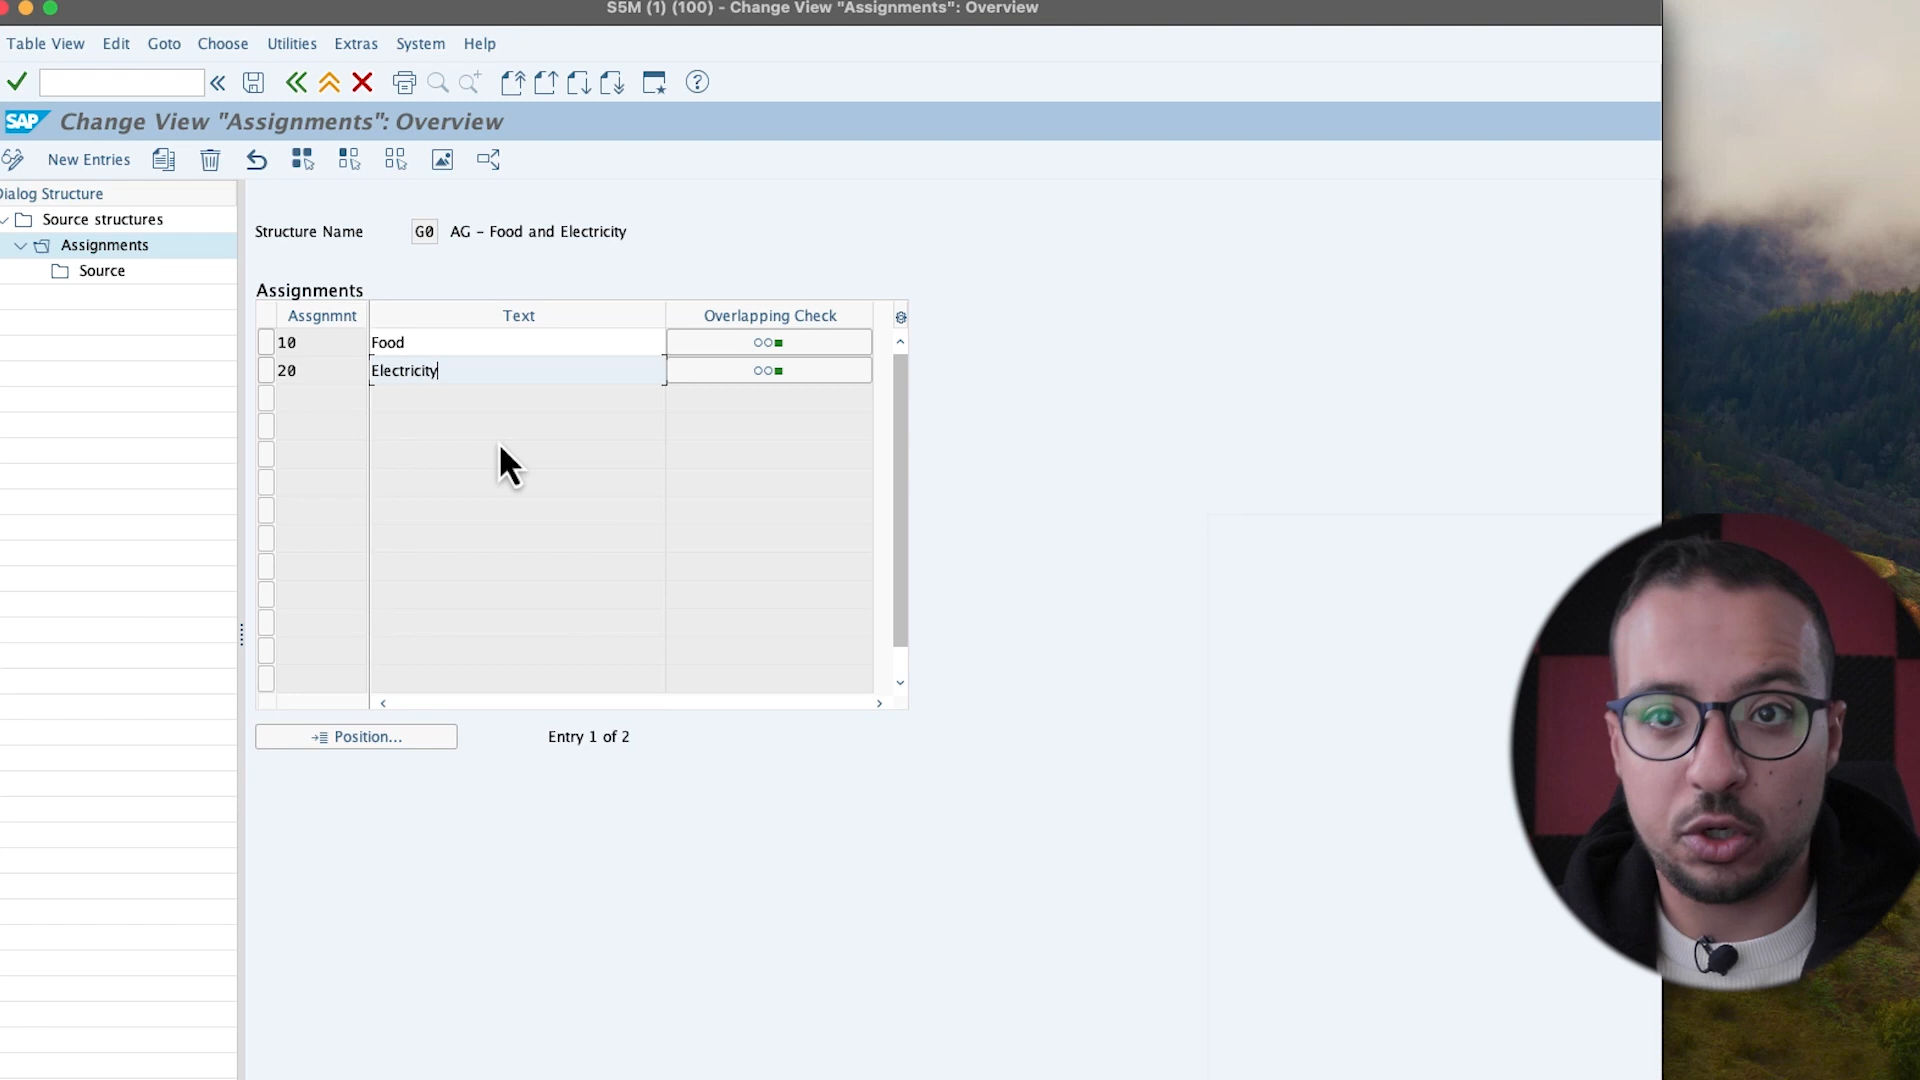 S5M (1) (100) - Change View "Assignments": Overview
Table View Edit Goto Choose Utilities Extras System Help
SAP Change View "Assignments": Overview
New Entries
Dialog Structure
Source structures
Assignments
Source
Structure Name G0 AG - Food and Electricity
Assignments
Assgnmnt Text Overlapping Check
10 Food
20 Electricity
Position... Entry 1 of 2